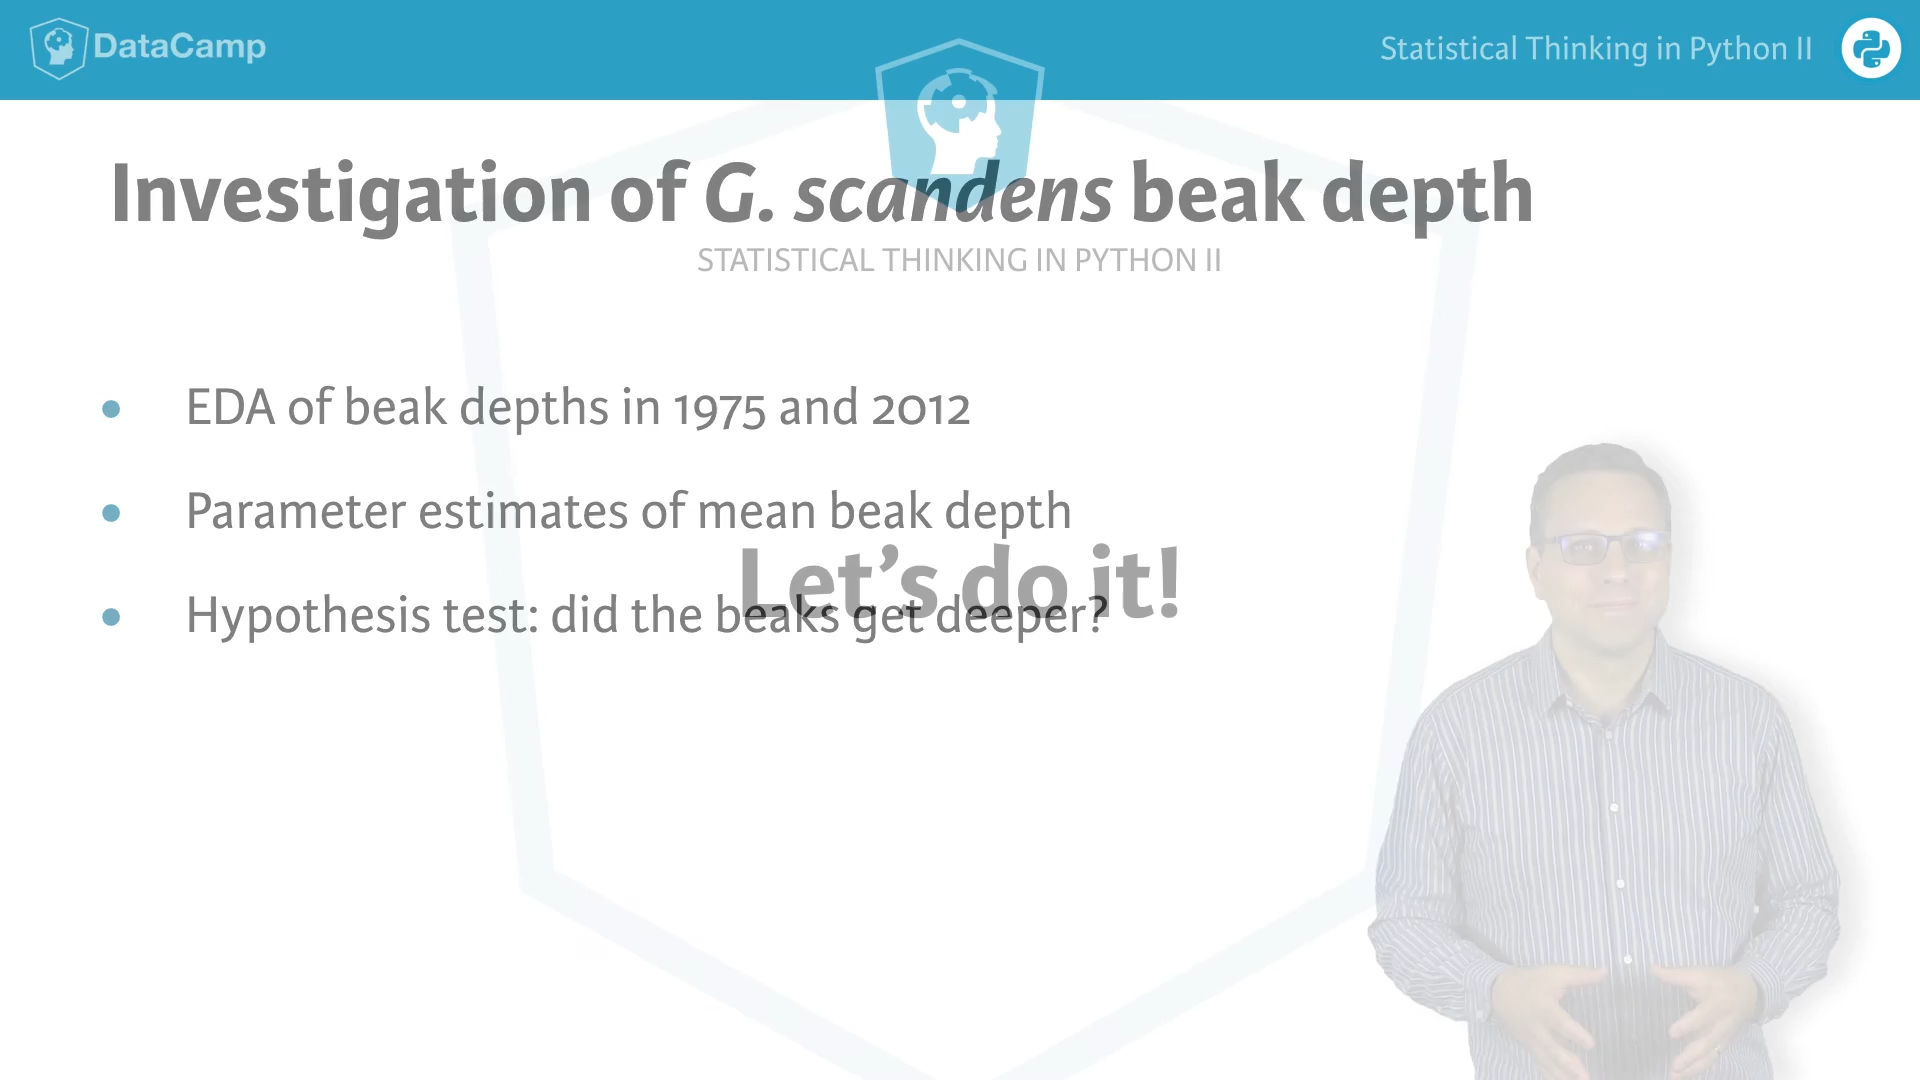 DataCamp
Statistical Thinking in Python II
Investigation of G. scandens beak depth
STATISTICAL THINKING IN PYTHON II
EDA of beak depths in 1975 and 2012
Parameter estimates of mean beak depth
Let's do it!
Hypothesis test: did the beaks get deeper?